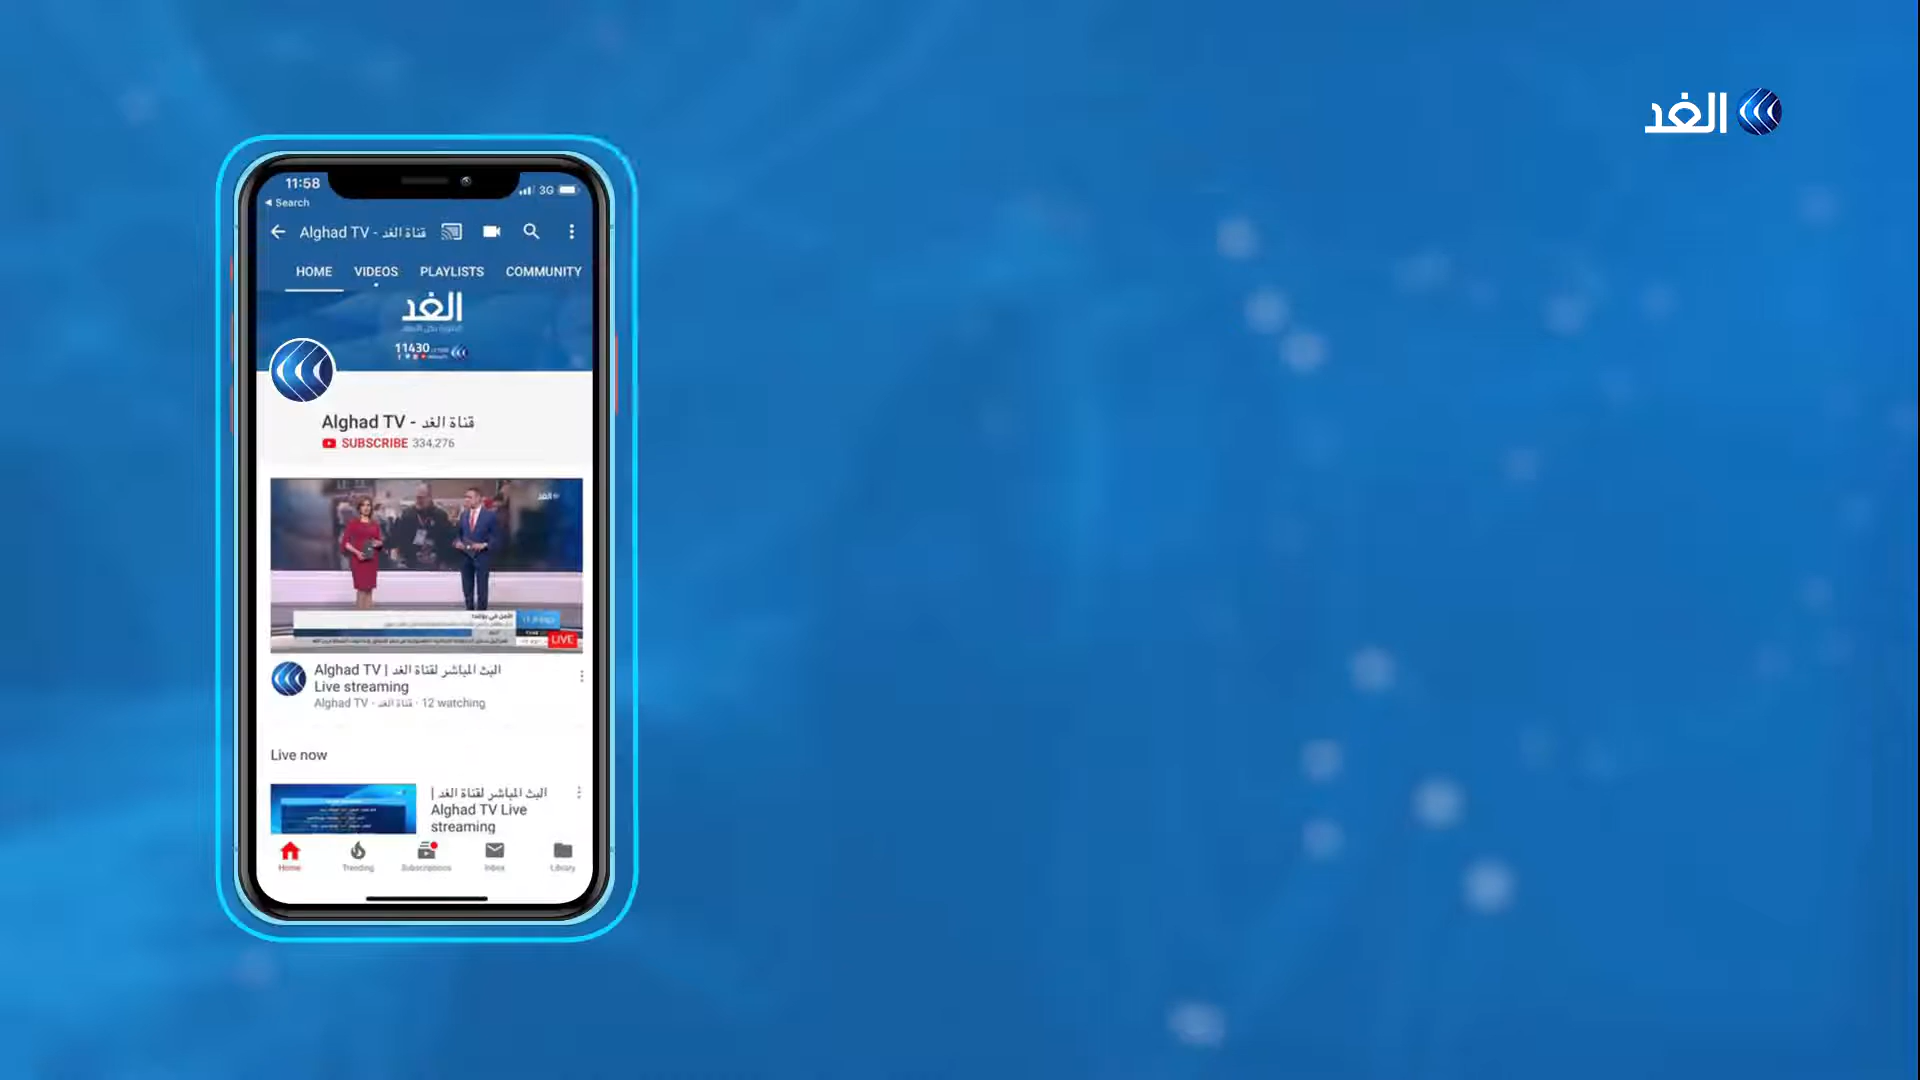 الغد
11:58
3G
Search
Alghad TV - قناة الغد
HOME VIDEOS PLAYLISTS COMMUNITY
الغد
11430
Alghad TV - قناة الغد
SUBSCRIBE 334,276
الغد
LIVE
Alghad TV | البث المباشر لقناة الغد
Live streaming
Alghad TV - قناة الغد · 12 watching
Live now
البث المباشر لقناة الغد |
Alghad TV Live
streaming
Home Trending Subscriptions Inbox Library